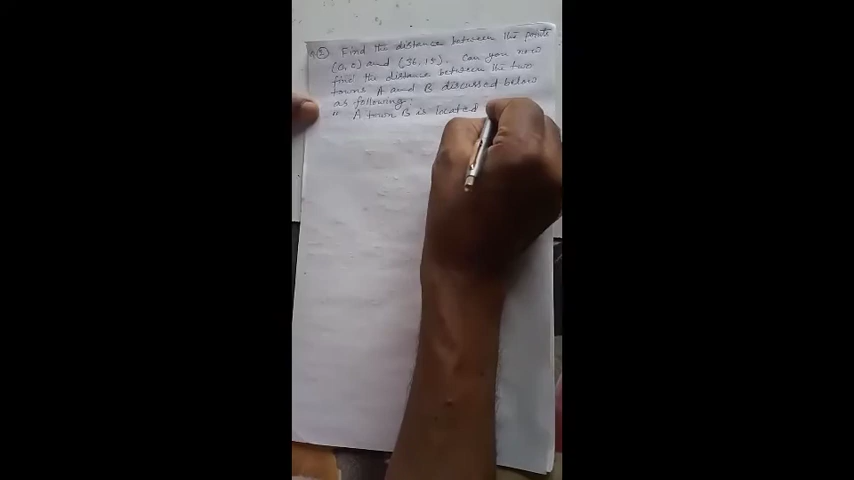 ② Find the distance between the points
(0,0) and (36,15). Can you now
find the distance between the two
towns A and B discussed below
as following:
" A town B is located